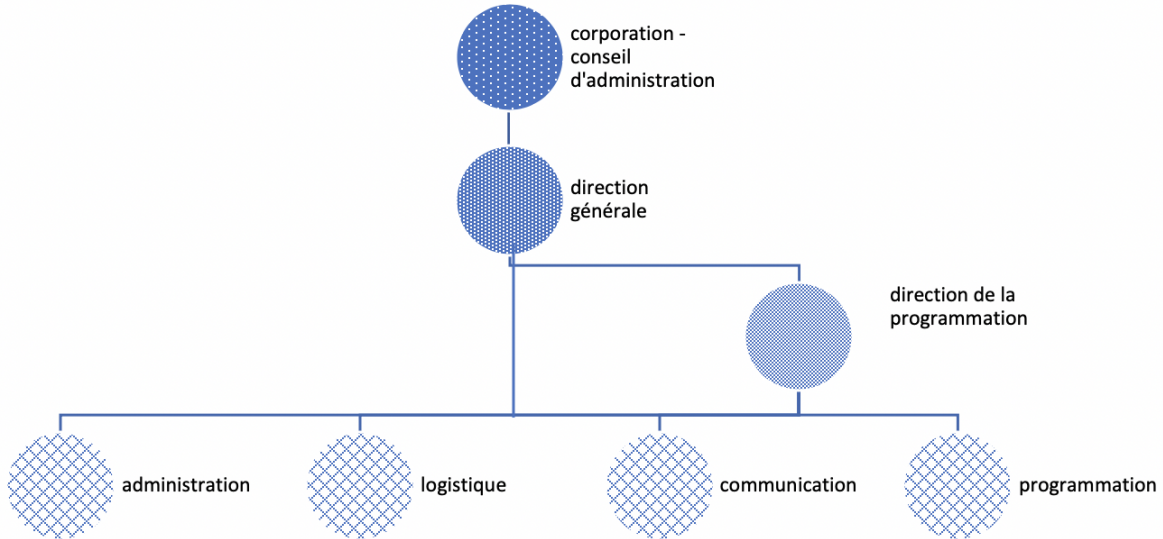 corporation -
conseil
d'administration
direction
générale
direction de la
programmation
administration
logistique
communication
programmation